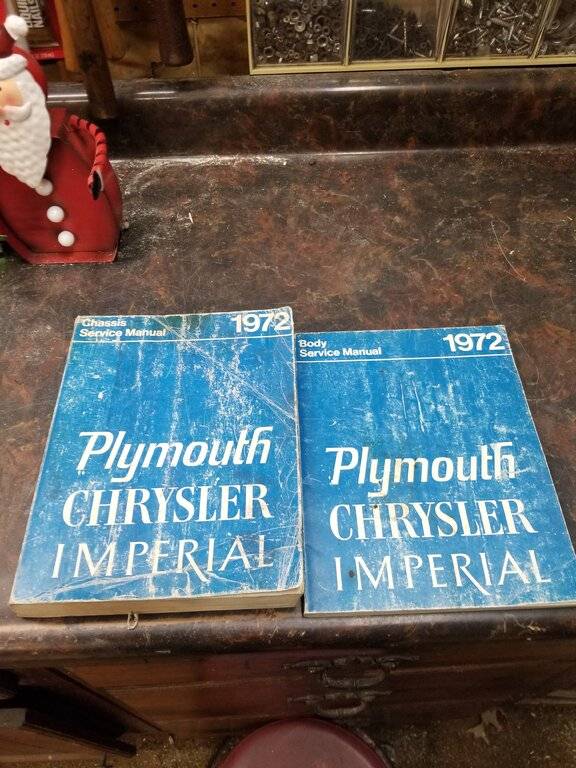 Chassis
Service Manual 1972
Plymouth
CHRYSLER
IMPERIAL
Body
Service Manual 1972
Plymouth
CHRYSLER
IMPERIAL